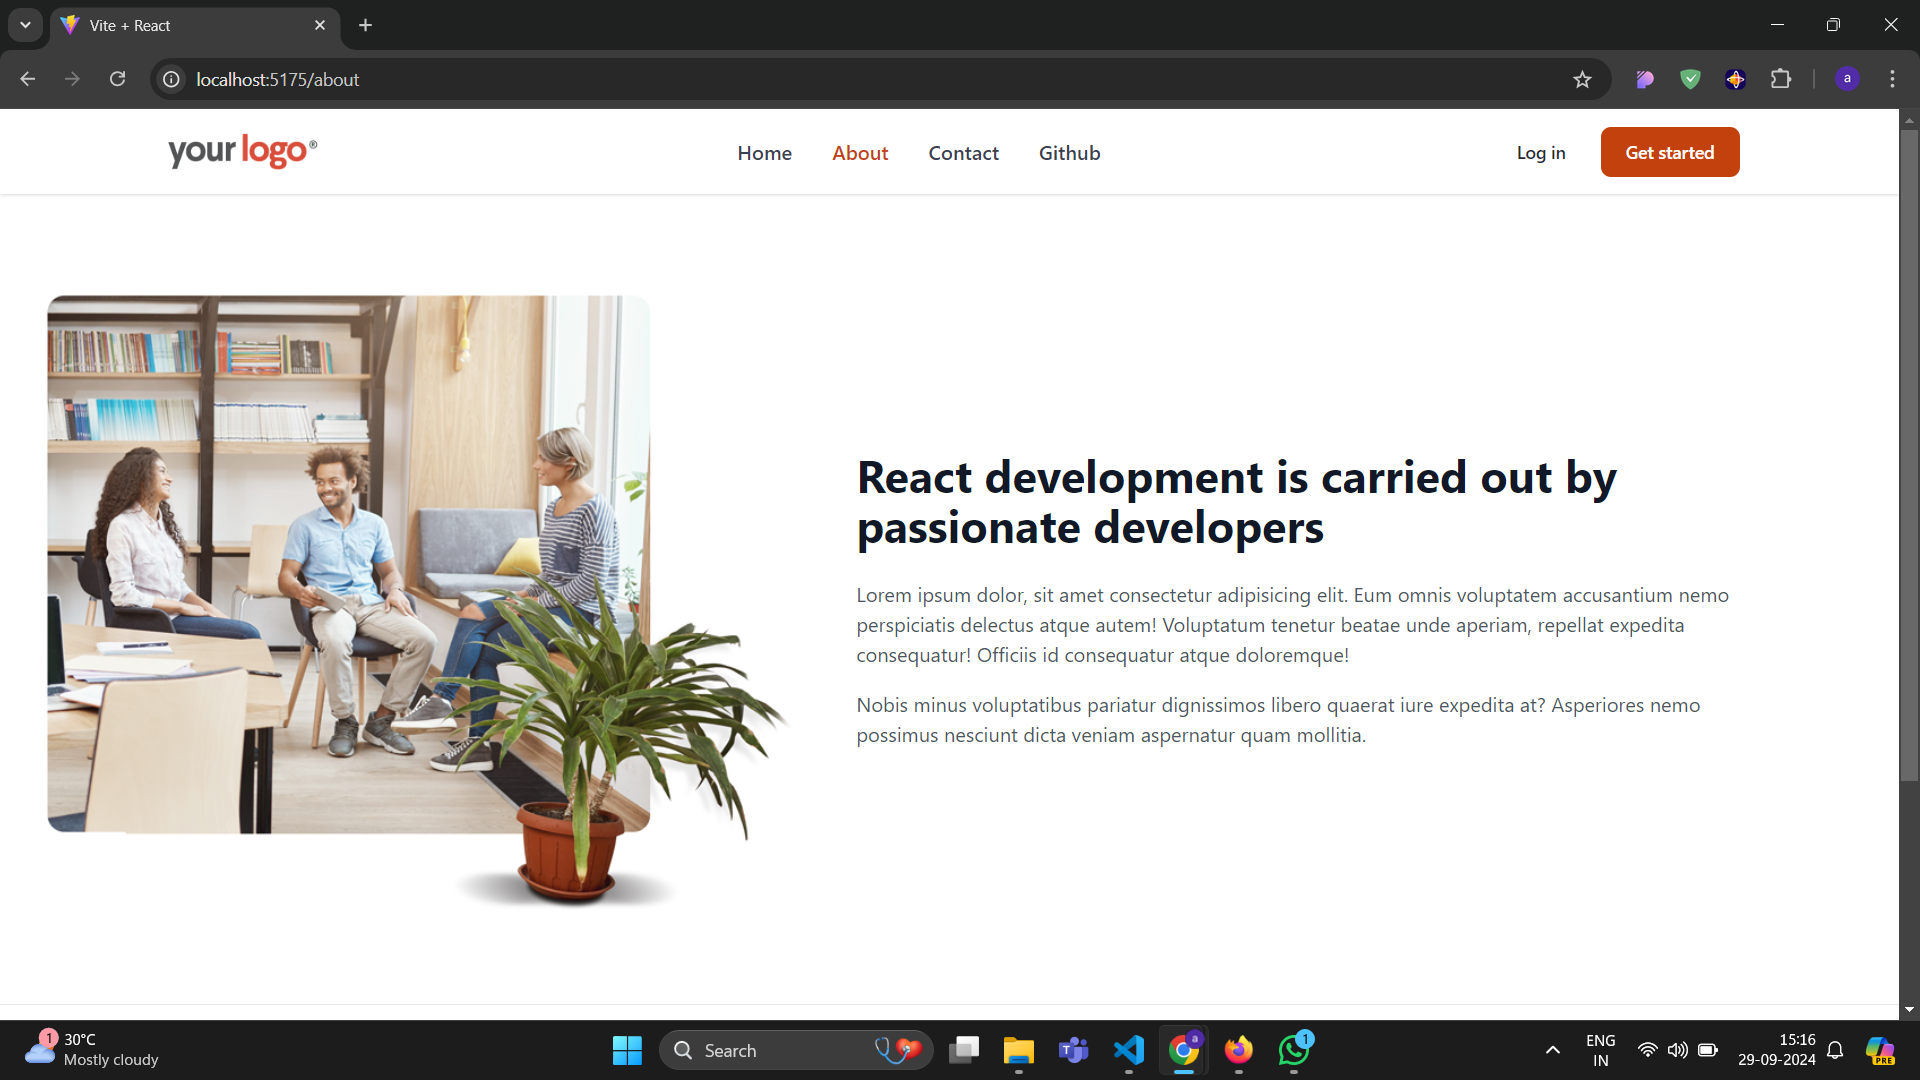 Vite + React
localhost:5175/about
a
yourlogo®
Home
About
Contact
Github
Log in
Get started
React development is carried out by
passionate developers
Lorem ipsum dolor, sit amet consectetur adipisicing elit. Eum omnis voluptatem accusantium nemo
perspiciatis delectus atque autem! Voluptatum tenetur beatae unde aperiam, repellat expedita
consequatur! Officiis id consequatur atque doloremque!
Nobis minus voluptatibus pariatur dignissimos libero quaerat iure expedita at? Asperiores nemo
possimus nesciunt dicta veniam aspernatur quam mollitia.
1
30°C
Mostly cloudy
Search
T
a
1
ENG
IN
15:16
29-09-2024
PRE